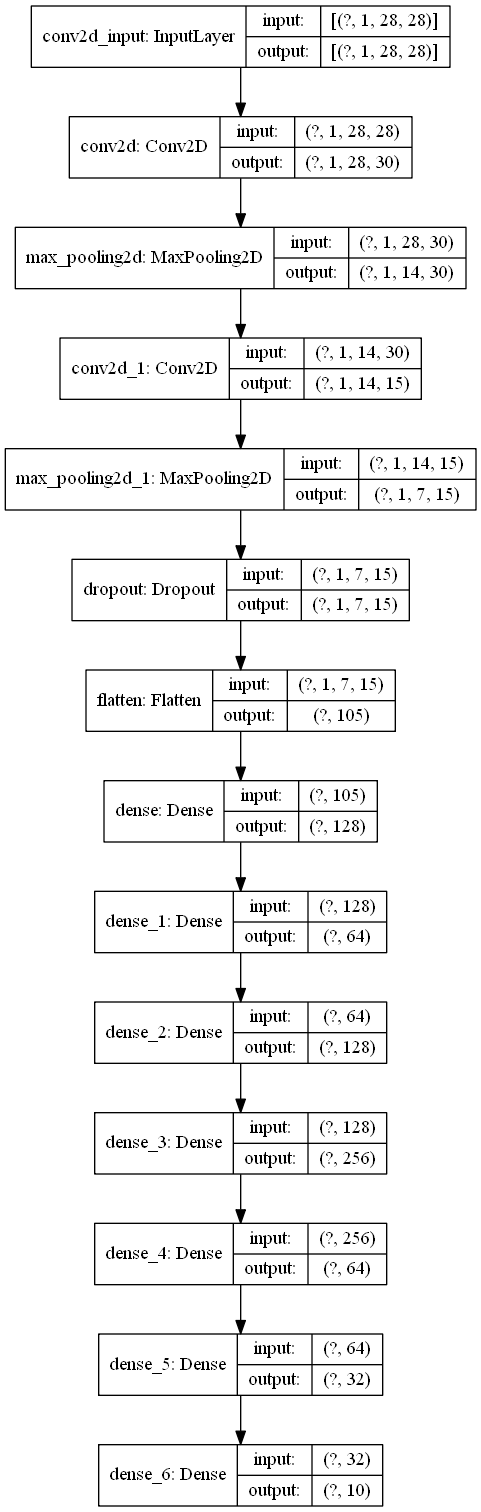 conv2d_input: InputLayer
input: [(?, 1, 28, 28)]
output: [(?, 1, 28, 28)]
conv2d: Conv2D
input: (?, 1, 28, 28)
output: (?, 1, 28, 30)
max_pooling2d: MaxPooling2D
input: (?, 1, 28, 30)
output: (?, 1, 14, 30)
conv2d_1: Conv2D
input: (?, 1, 14, 30)
output: (?, 1, 14, 15)
max_pooling2d_1: MaxPooling2D
input: (?, 1, 14, 15)
output: (?, 1, 7, 15)
dropout: Dropout
input: (?, 1, 7, 15)
output: (?, 1, 7, 15)
flatten: Flatten
input: (?, 1, 7, 15)
output: (?, 105)
dense: Dense
input: (?, 105)
output: (?, 128)
dense_1: Dense
input: (?, 128)
output: (?, 64)
dense_2: Dense
input: (?, 64)
output: (?, 128)
dense_3: Dense
input: (?, 128)
output: (?, 256)
dense_4: Dense
input: (?, 256)
output: (?, 64)
dense_5: Dense
input: (?, 64)
output: (?, 32)
dense_6: Dense
input: (?, 32)
output: (?, 10)